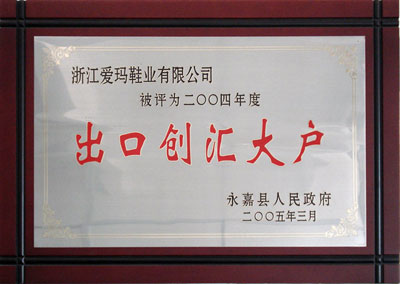 浙江爱玛鞋业有限公司
被评为二〇〇四年度
出口创汇大户
永嘉县人民政府
二〇〇五年三月